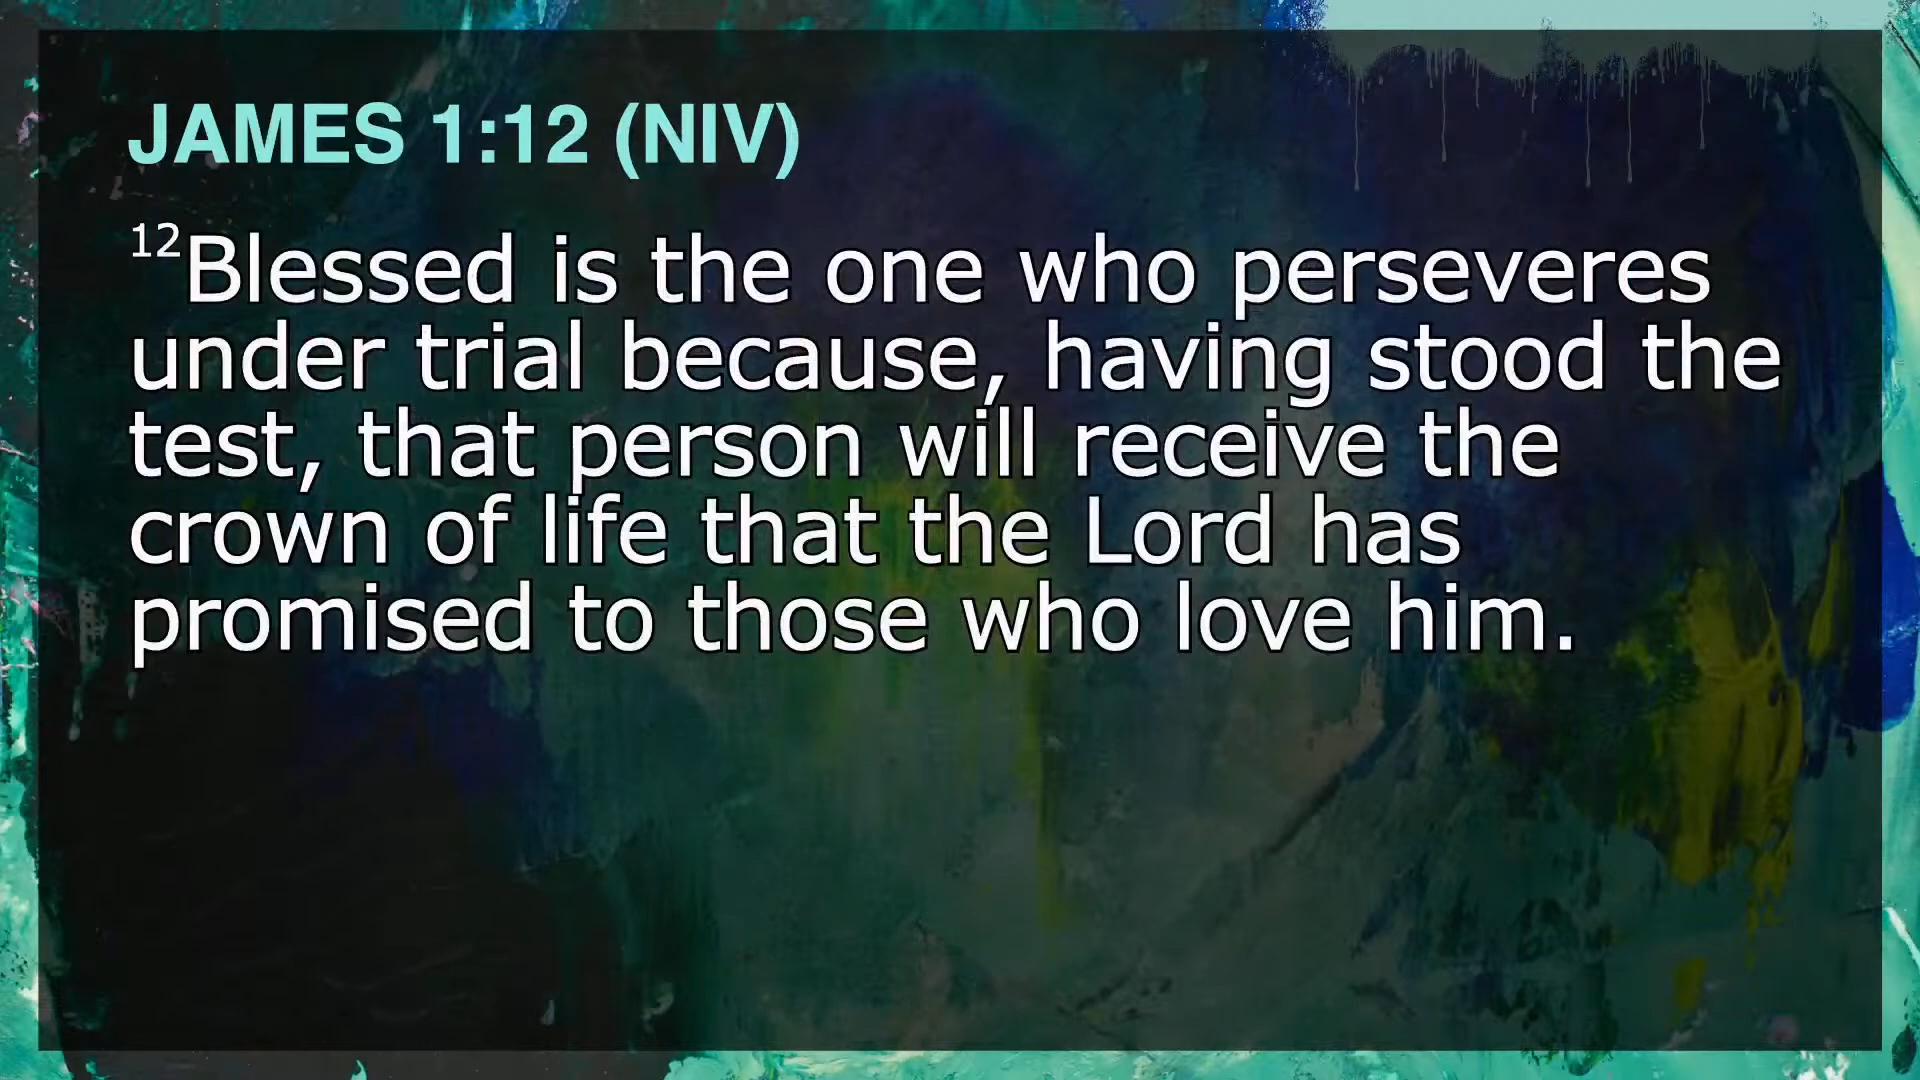 JAMES 1:12 (NIV)
12Blessed is the one who perseveres
under trial because, having stood the
test, that person will receive the
crown of life that the Lord has
promised to those who love him.